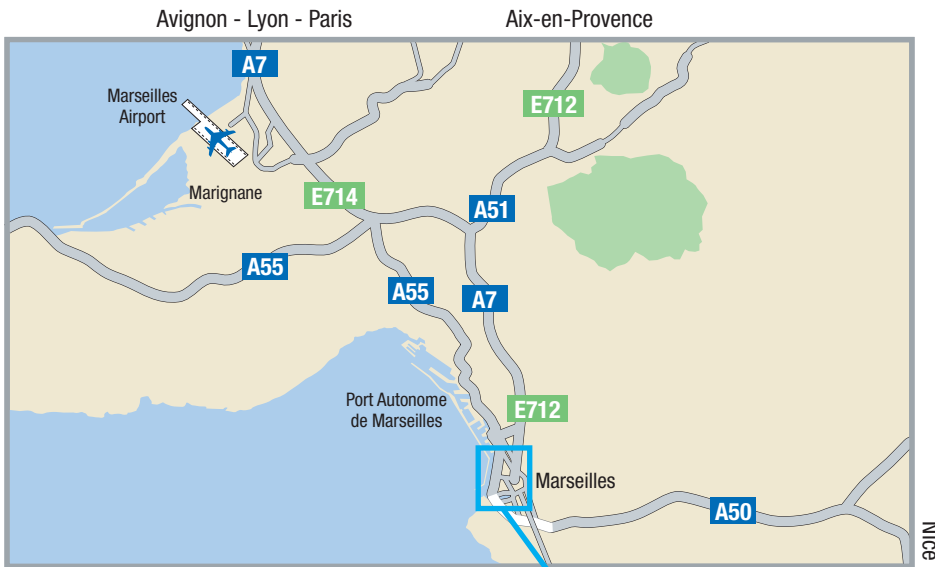 Avignon - Lyon - Paris
Aix-en-Provence
A7
Marseilles
Airport
E712
Marignane
E714
A51
A55
A55
A7
Port Autonome
de Marseilles
E712
Marseilles
A50
Nice